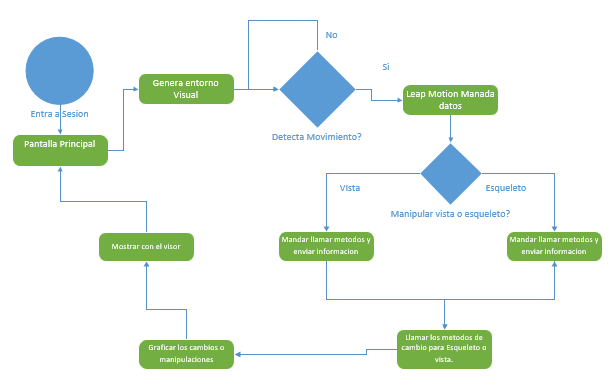 No
Si
Genera entorno
Visual
Leap Motion Manada
datos
Entra a Sesion
Detecta Movimiento?
Pantalla Principal
VIsta
Esqueleto
Manipular vista o esqueleto?
Mostrar con el visor
Mandar llamar metodos y
enviar informacion
Mandar llamar metodos y
enviar informacion
Llamar los metodos de
cambio para Esqueleto o
vista.
Graficar los cambios o
manipulaciones